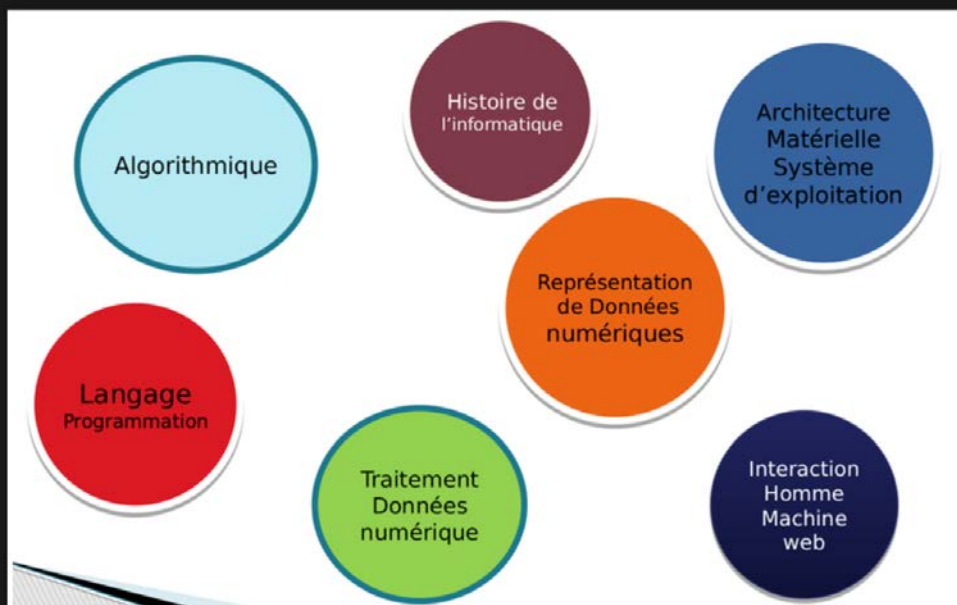 Algorithmique
Histoire de
l'informatique
Architecture
Matérielle
Système
d'exploitation
Représentation
de Données
numériques
Langage
Programmation
Traitement
Données
numérique
Interaction
Homme
Machine
web